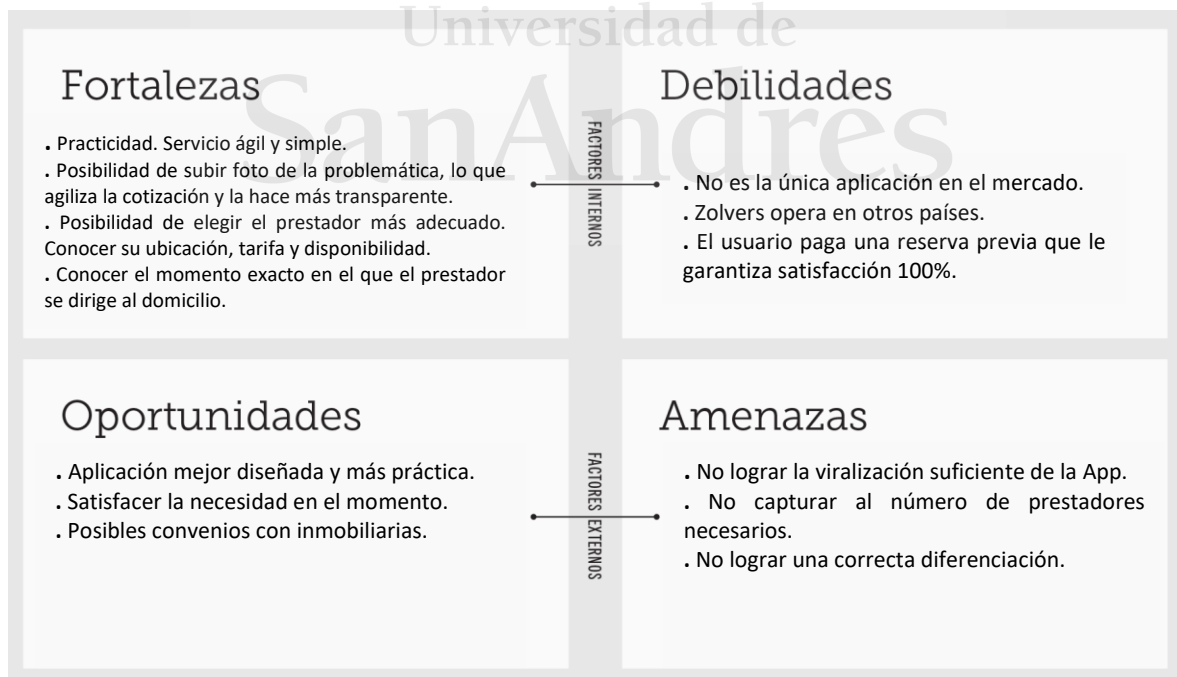 Universidad de
SanAndrés
Fortalezas
. Practicidad. Servicio ágil y simple.
. Posibilidad de subir foto de la problemática, lo que
agiliza la cotización y la hace más transparente.
. Posibilidad de elegir el prestador más adecuado.
Conocer su ubicación, tarifa y disponibilidad.
. Conocer el momento exacto en el que el prestador
se dirige al domicilio.
FACTORES INTERNOS
Debilidades
. No es la única aplicación en el mercado.
. Zolvers opera en otros países.
. El usuario paga una reserva previa que le
garantiza satisfacción 100%.
Oportunidades
. Aplicación mejor diseñada y más práctica.
. Satisfacer la necesidad en el momento.
. Posibles convenios con inmobiliarias.
FACTORES EXTERNOS
Amenazas
. No lograr la viralización suficiente de la App.
. No capturar al número de prestadores
necesarios.
. No lograr una correcta diferenciación.